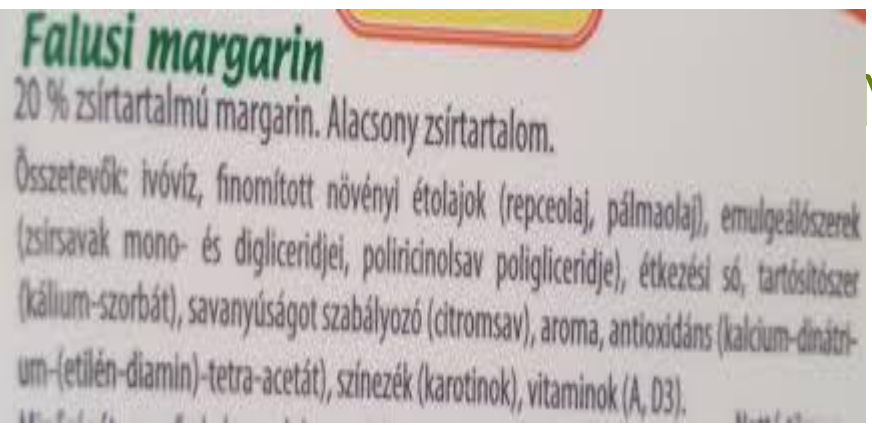 Falusi margarin
20 % zsírtartalmú margarin. Alacsony zsírtartalom.
Összetevők: ivóvíz, finomított növényi étolajok (repceolaj, pálmaolaj), emulgeálószerek
(zsírsavak mono- és digliceridjei, poliricinolsav poligliceridje), étkezési só, tartósítószer
(kálium-szorbát), savanyúságot szabályozó (citromsav), aroma, antioxidáns (kalcium-dinátri-
um-(etilén-diamin)-tetra-acetát), színezék (karotinok), vitaminok (A, D3).